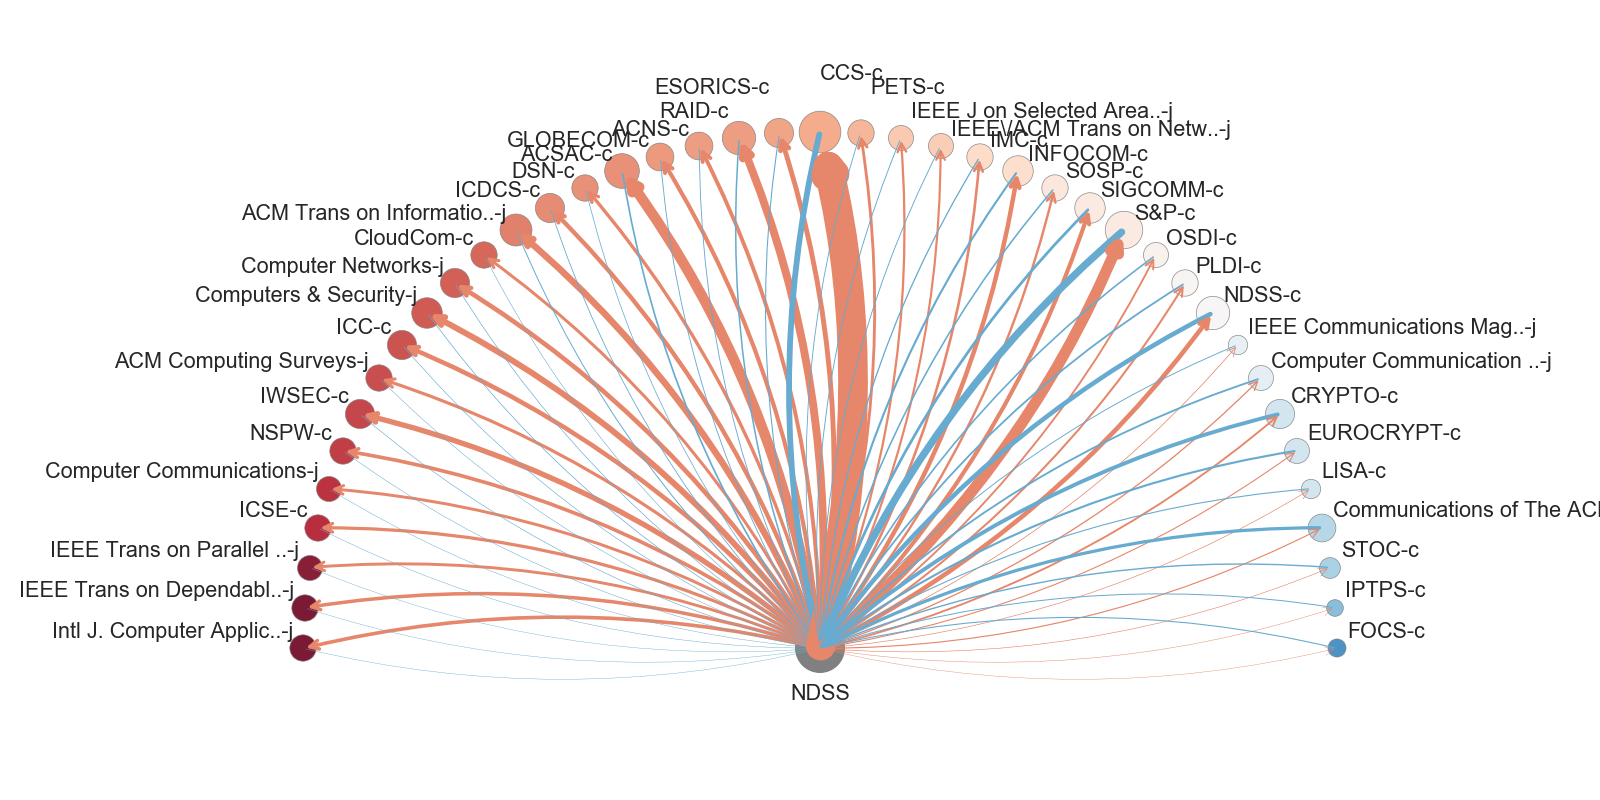 CCS-c
ESORICS-c
PETS-c
RAID-c
IEEE J on Selected Area..-j
ACNS-c
IEEE\/ACM Trans on Netw..-j
GLOBECOM-c
IMC-c
ACSAC-c
INFOCOM-c
DSN-c
SOSP-c
ICDCS-c
SIGCOMM-c
ACM Trans on Informatio..-j
S&P-c
CloudCom-c
OSDI-c
Computer Networks-j
PLDI-c
Computers & Security-j
NDSS-c
ICC-c
IEEE Communications Mag..-j
ACM Computing Surveys-j
Computer Communication ..-j
IWSEC-c
CRYPTO-c
NSPW-c
EUROCRYPT-c
Computer Communications-j
LISA-c
ICSE-c
Communications of The ACM
IEEE Trans on Parallel ..-j
STOC-c
IEEE Trans on Dependabl..-j
IPTPS-c
Intl J. Computer Applic..-j
FOCS-c
NDSS